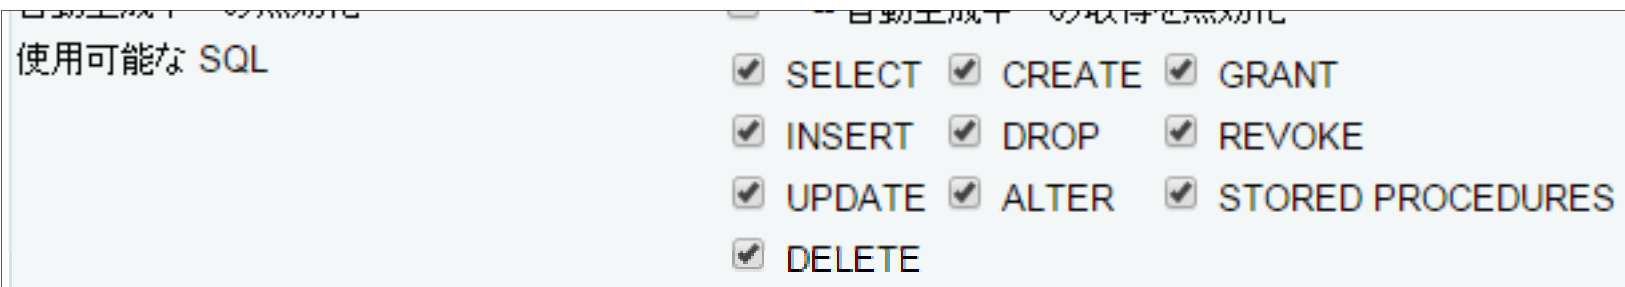 使用可能な SQL
SELECT CREATE GRANT
INSERT DROP REVOKE
UPDATE ALTER STORED PROCEDURES
DELETE